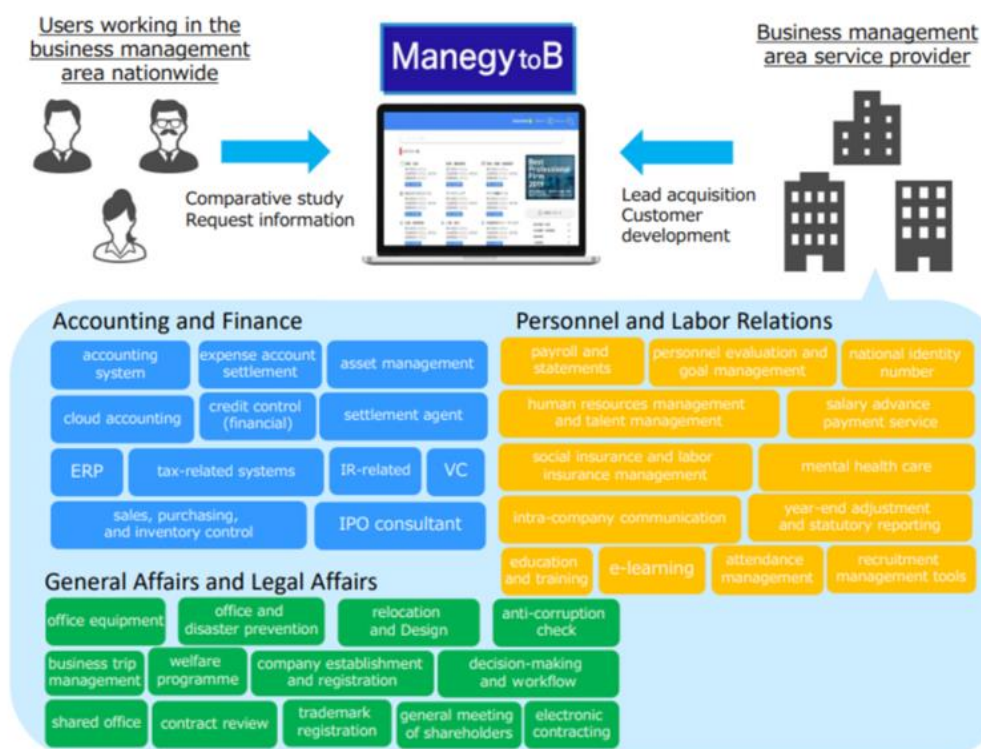 Users working in the
business management
area nationwide
Manegy to B
Business management
area service provider
Best
Professional
Firm
2019
Comparative study
Request information
Lead acquisition
Customer
development
Accounting and Finance
accounting
system
expense account
settlement
asset management
cloud accounting
credit control
(financial)
settlement agent
ERP
tax-related systems
IR-related
VC
sales, purchasing,
and inventory control
IPO consultant
Personnel and Labor Relations
payroll and
statements
personnel evaluation and
goal management
national identity
number
human resources management
and talent management
salary advance
payment service
social insurance and labor
insurance management
mental health care
intra-company communication
year-end adjustment
and statutory reporting
education
and training
e-learning
attendance
management
recruitment
management tools
General Affairs and Legal Affairs
office equipment
office and
disaster prevention
relocation
and Design
anti-corruption
check
business trip
management
welfare
programme
company establishment
and registration
decision-making
and workflow
shared office
contract review
trademark
registration
general meeting
of shareholders
electronic
contracting